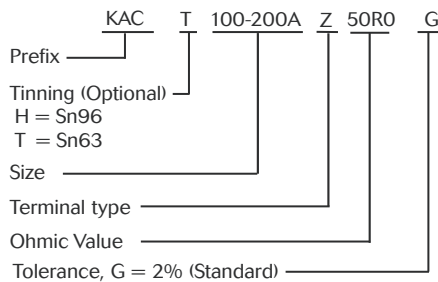 KAC T 100-200A Z 50R0 G
Prefix
Tinning (Optional)
H = Sn96
T = Sn63
Size
Terminal type
Ohmic Value
Tolerance, G = 2% (Standard)